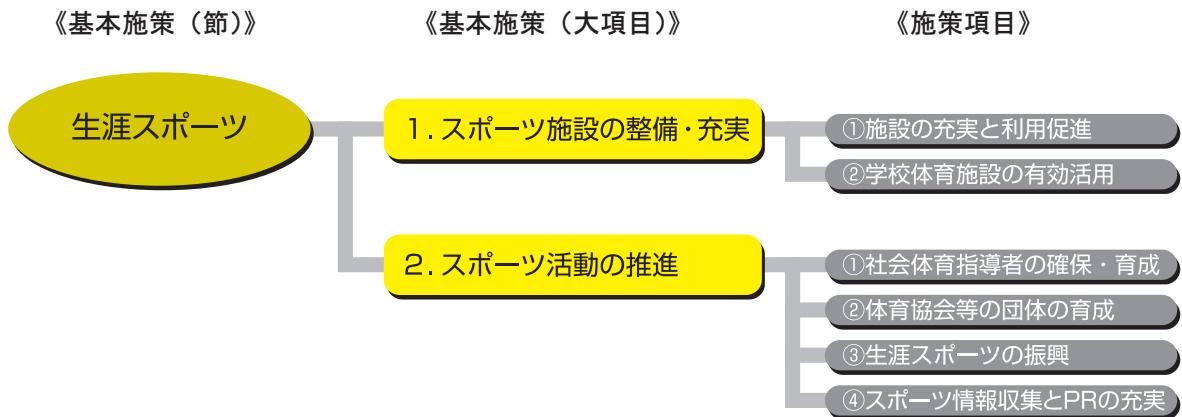 《基本施策（節）》
《基本施策（大項目）》
《施策項目》
生涯スポーツ
１．スポーツ施設の整備・充実
①施設の充実と利用促進
②学校体育施設の有効活用
２．スポーツ活動の推進
①社会体育指導者の確保・育成
②体育協会等の団体の育成
③生涯スポーツの振興
④スポーツ情報収集とPRの充実